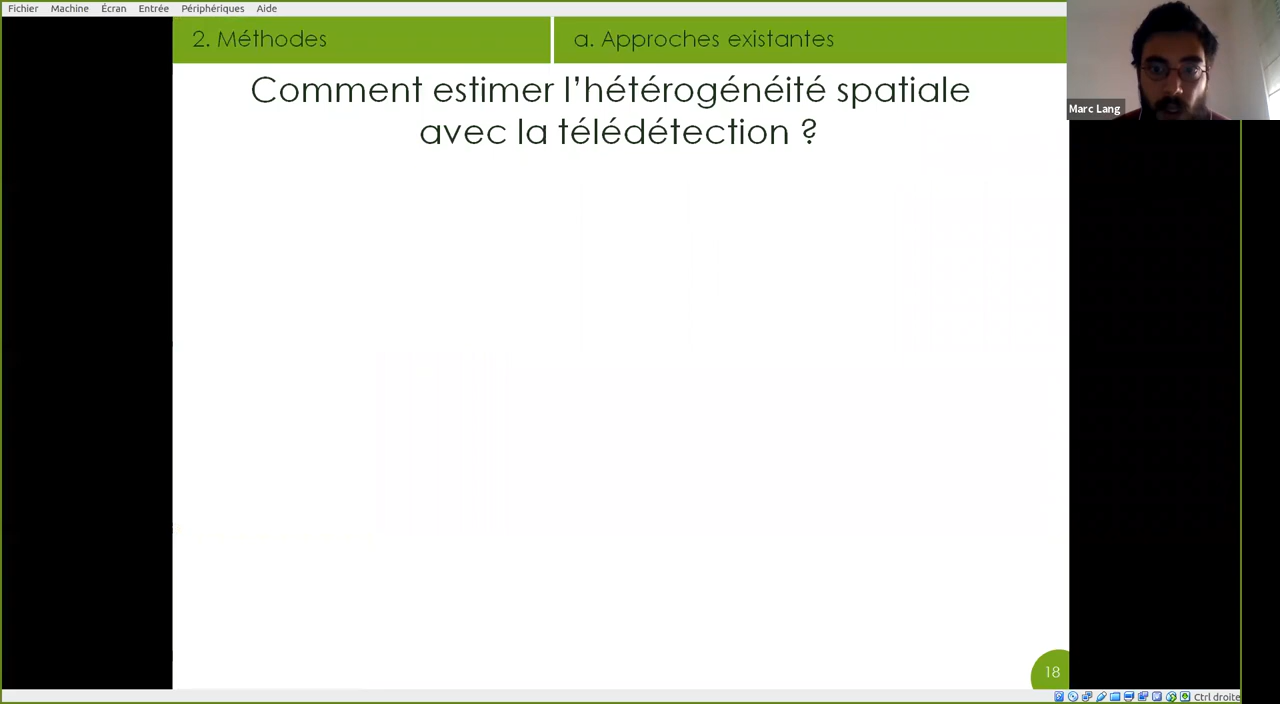 Fichier Machine Écran Entrée Périphériques Aide
2. Méthodes
a. Approches existantes
Marc Lang
Comment estimer l’hétérogénéité spatiale
avec la télédétection ?
18
Ctrl droite